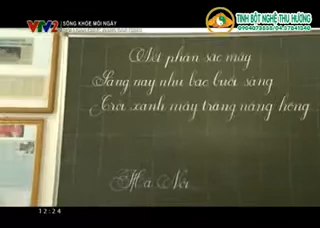 VTV2 SỐNG KHỎE MỖI NGÀY
TINH BỘT NGHỆ THU HƯỜNG
Nét phấn sắc mây
Sáng nay như bao buổi sáng
Trời xanh mây trắng nắng hồng
Hà Nội
12:24